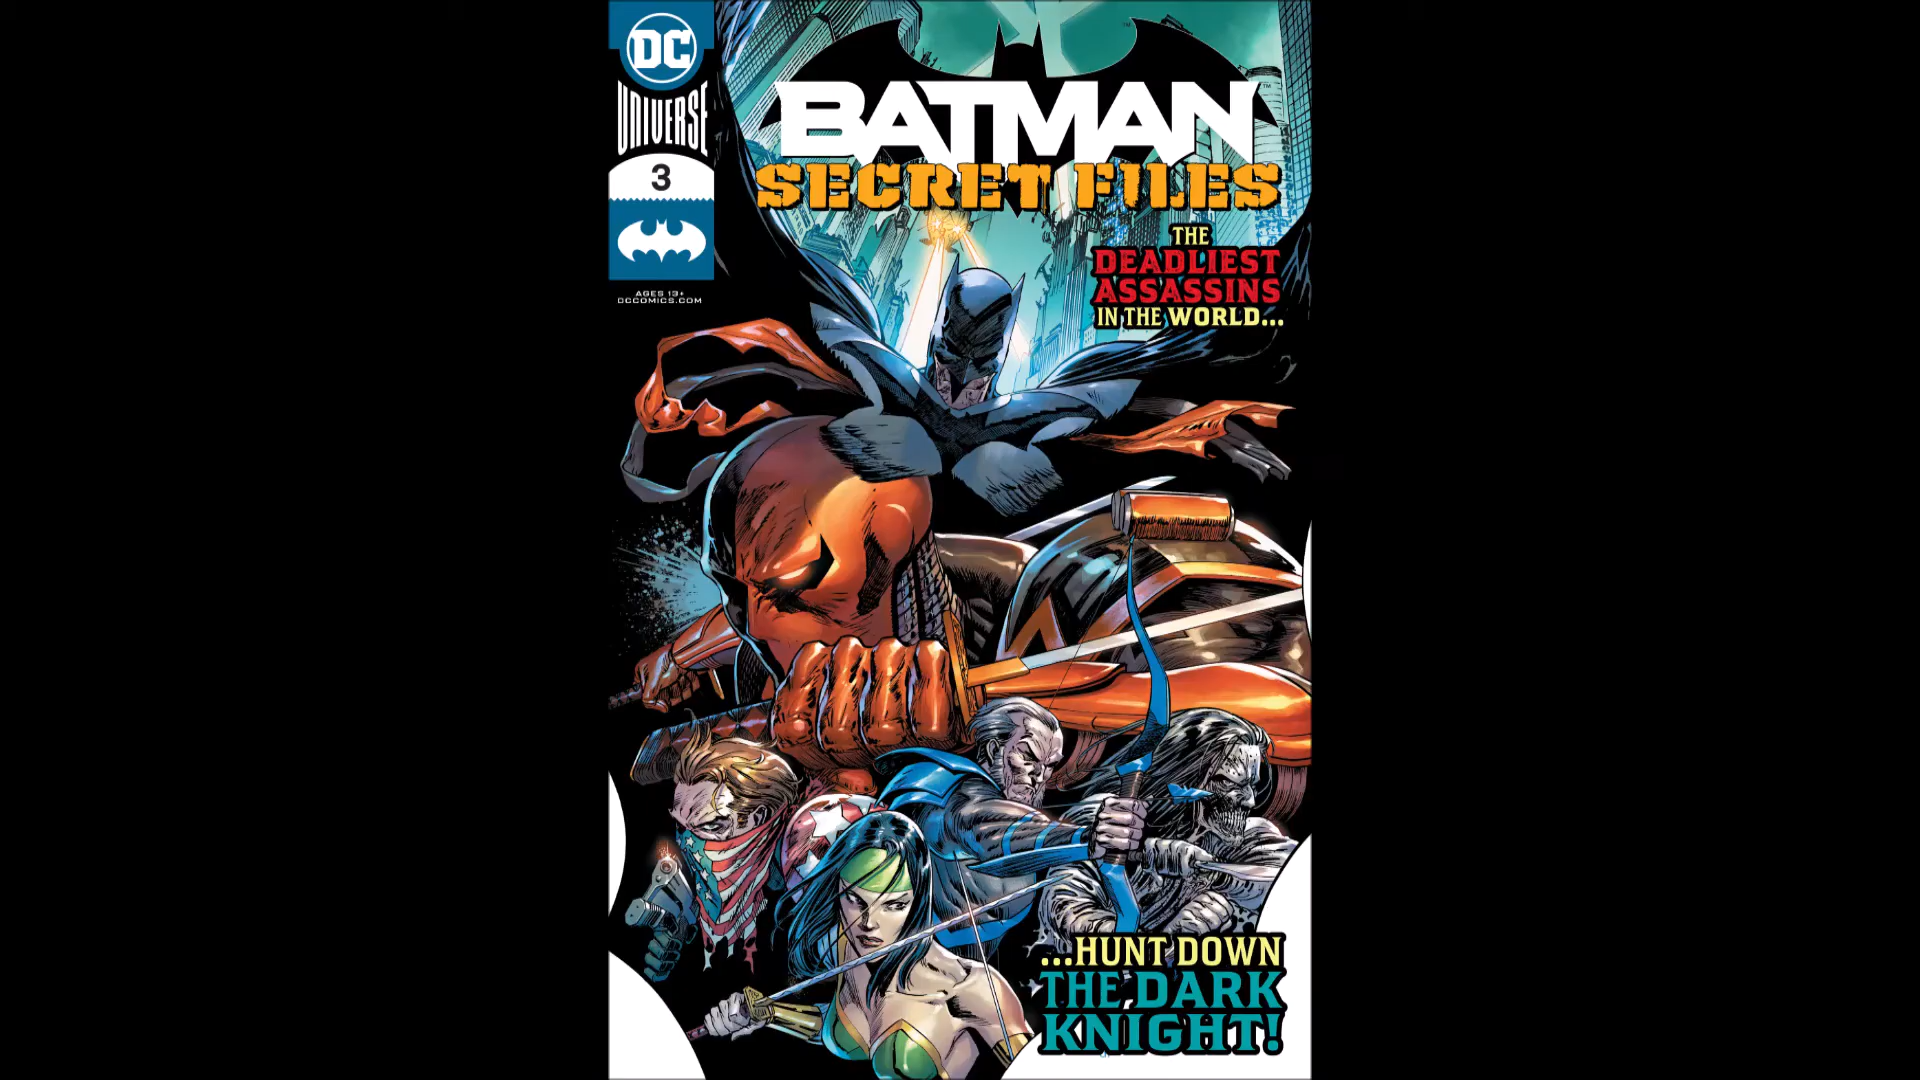 DC
UNIVERSE
3
AGES 13+
DCCOMICS.COM
BATMAN™
SECRET FILES
THE
DEADLIEST
ASSASSINS
IN THE WORLD...
...HUNT DOWN
THE DARK
KNIGHT!